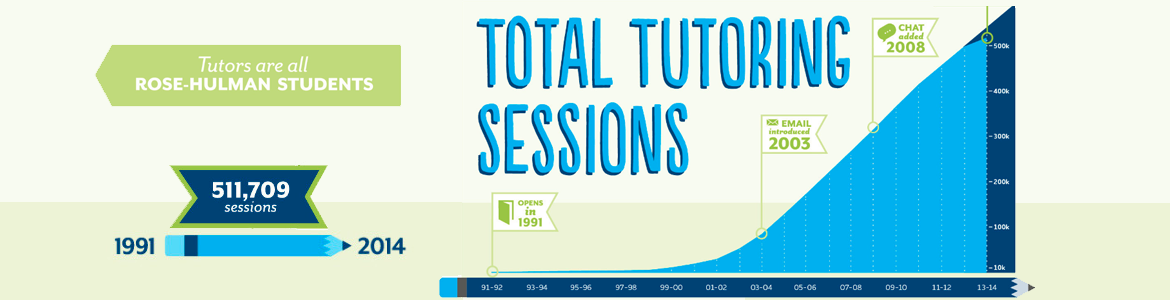 Tutors are all
ROSE-HULMAN STUDENTS
511,709
sessions
1991
2014
TOTAL TUTORING
SESSIONS
OPENS
in
1991
EMAIL
introduced
2003
CHAT
added
2008
500k
400k
300k
200k
100k
10k
91-92
93-94
95-96
97-98
99-00
01-02
03-04
05-06
07-08
09-10
11-12
13-14